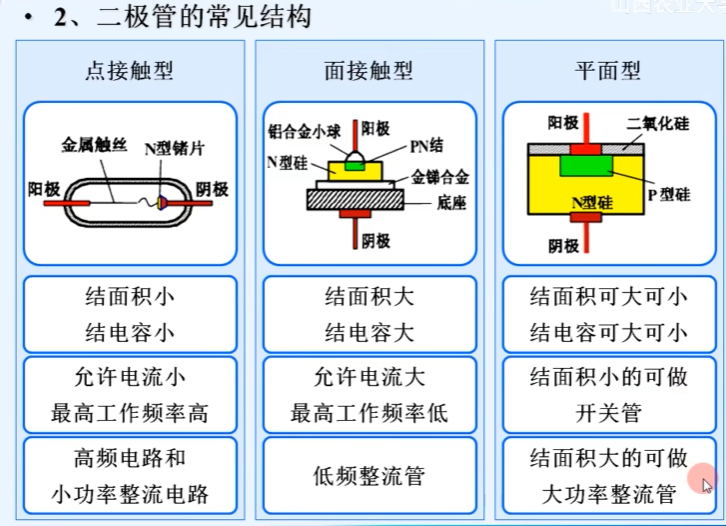 山西农业大学
• 2、二极管的常见结构
点接触型
金属触丝
N型锗片
阳极
阴极
结面积小
结电容小
允许电流小
最高工作频率高
高频电路和
小功率整流电路
面接触型
铝合金小球
阳极
PN结
N型硅
金锑合金
底座
阴极
结面积大
结电容大
允许电流大
最高工作频率低
低频整流管
平面型
阳极
二氧化硅
N型硅
P型硅
阴极
结面积可大可小
结电容可大可小
结面积小的可做
开关管
结面积大的可做
大功率整流管